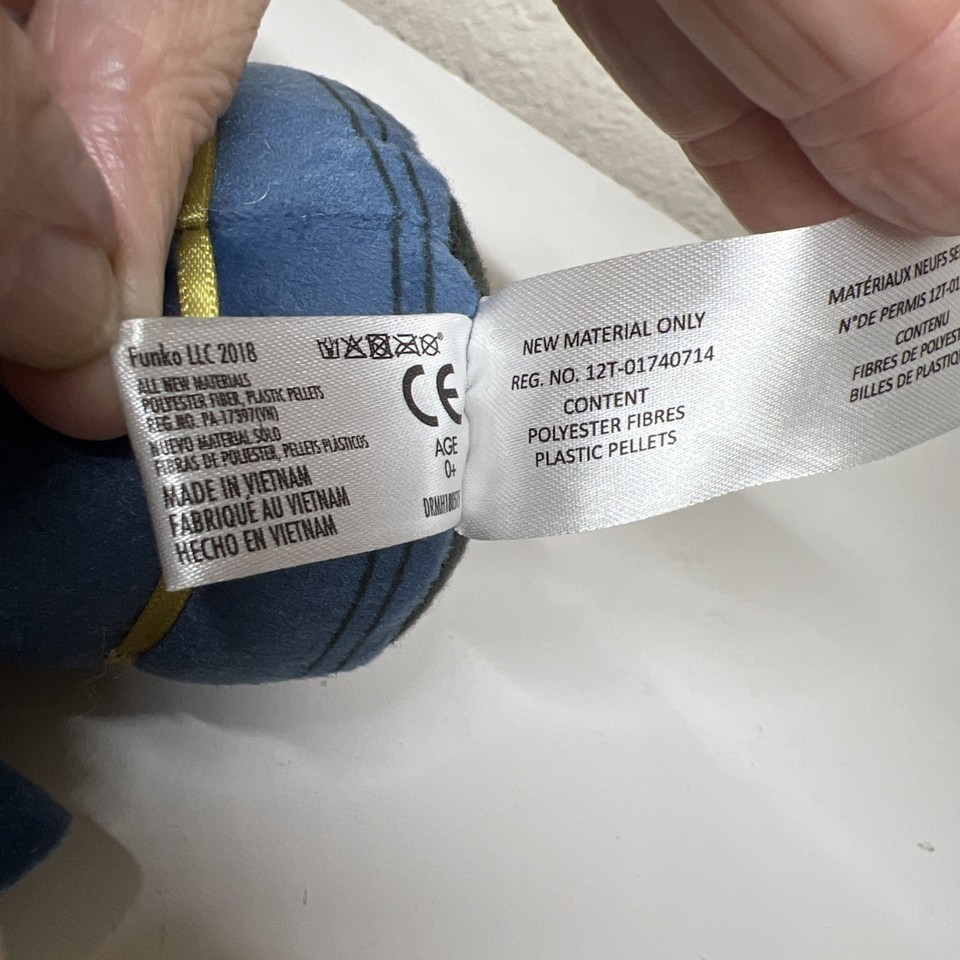 Funko LLC 2018
ALL NEW MATERIALS
POLYESTER FIBER, PLASTIC PELLETS
REG. NO. PA-17397(VN)
NUEVO MATERIAL SOLO
FIBRAS DE POLIESTER, PELLETS PLASTICOS
MADE IN VIETNAM
FABRIQUÉ AU VIETNAM
HECHO EN VIETNAM
CE
AGE
0+
NEW MATERIAL ONLY
REG. NO. 12T-01740714
CONTENT
POLYESTER FIBRES
PLASTIC PELLETS
MATÉRIAUX NEUFS
N°DE PERMIS
CONTENU
FIBRES DE
BILLES DE